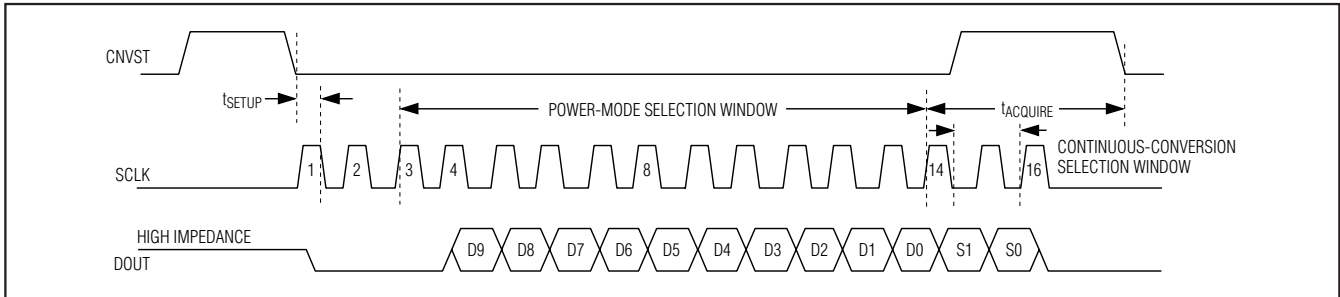 CNVST
tSETUP
POWER-MODE SELECTION WINDOW
tACQUIRE
CONTINUOUS-CONVERSION
SELECTION WINDOW
SCLK
1 2 3 4 8 14 16
HIGH IMPEDANCE
DOUT
D9 D8 D7 D6 D5 D4 D3 D2 D1 D0 S1 S0